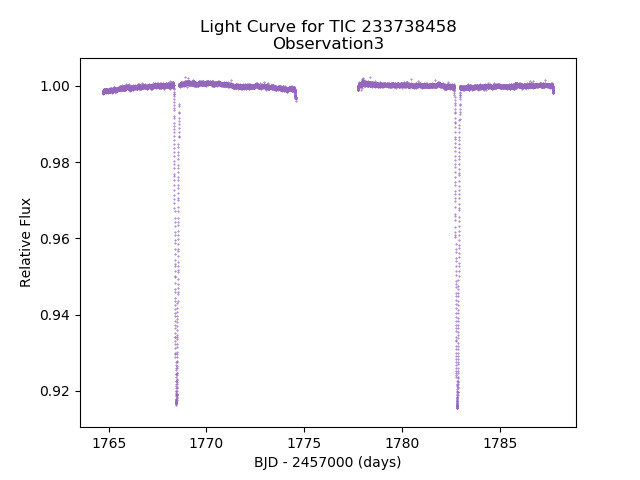 Light Curve for TIC 233738458
Observation3
1.00
0.98
0.96
0.94
0.92
Relative Flux
1765
1770
1775
1780
1785
BJD - 2457000 (days)